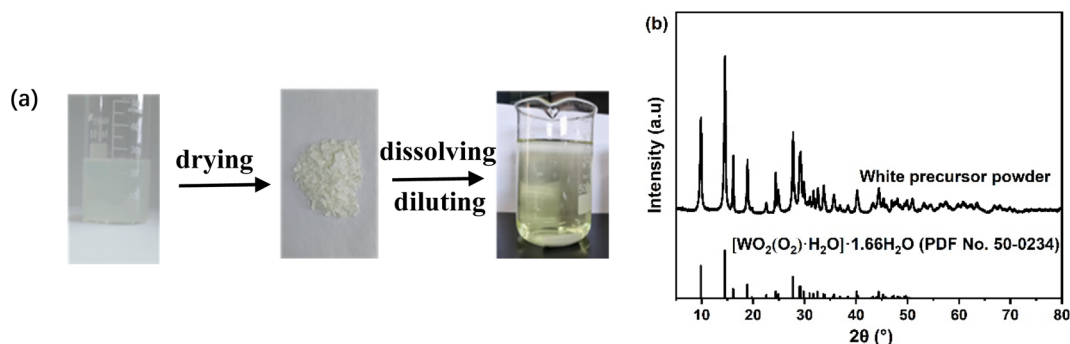 (a)
drying
dissolving
diluting
(b)
Intensity (a.u)
White precursor powder
[WO₂(O₂)·H₂O]·1.66H₂O (PDF No. 50-0234)
10 20 30 40 50 60 70 80
2θ (°)